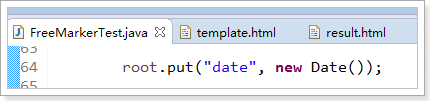 FreeMarkerTest.java template.html result.html
63
64 root.put("date", new Date());
65